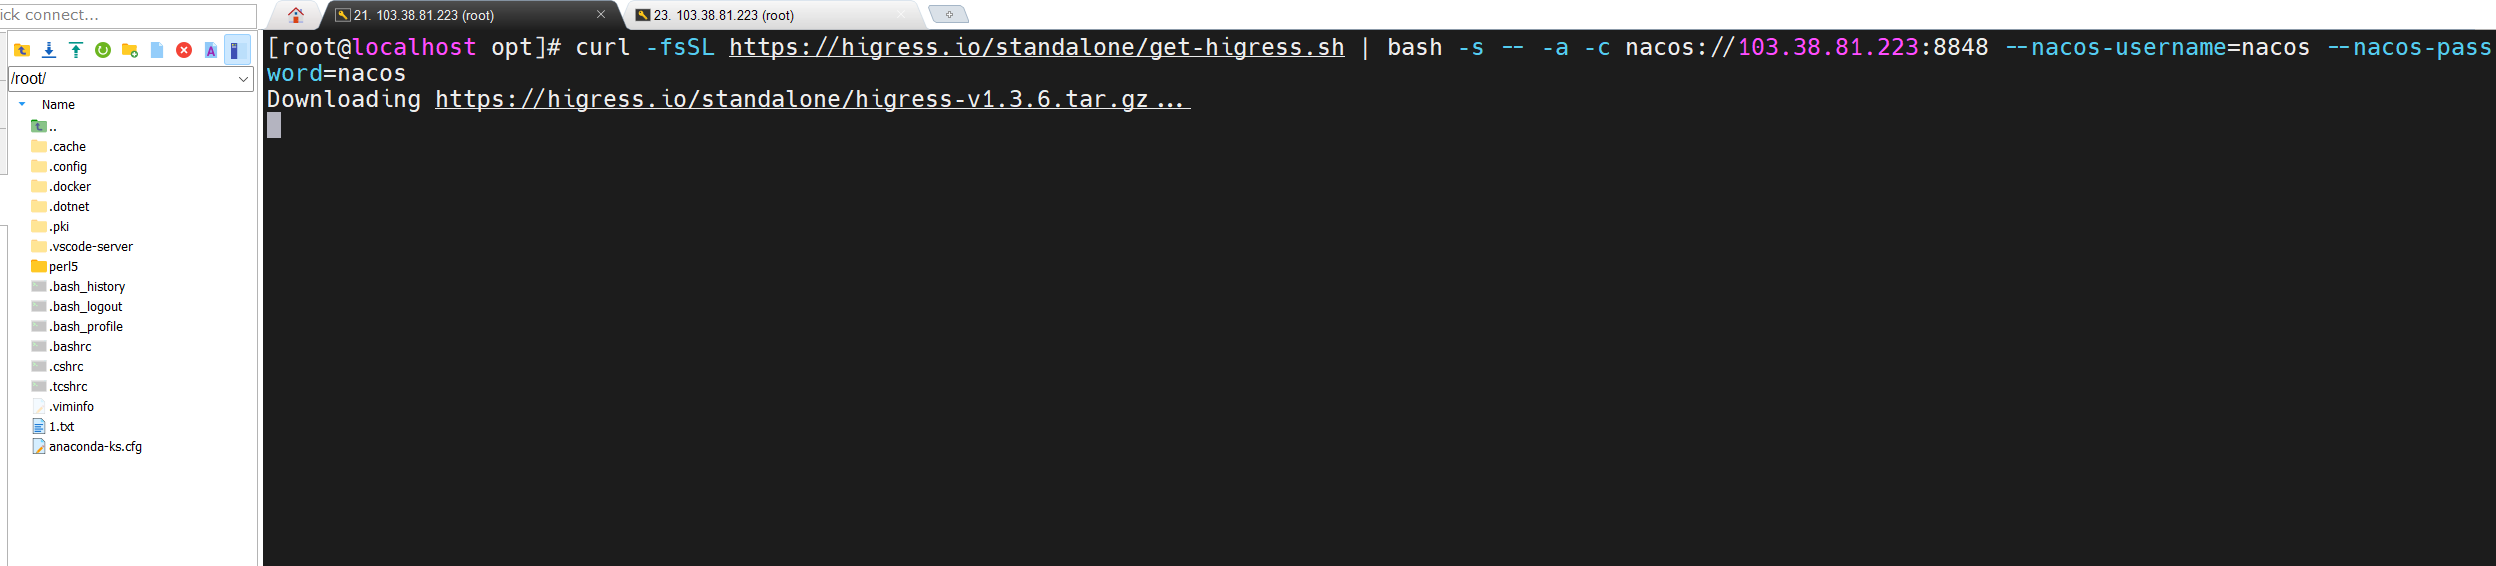 ick connect...
21. 103.38.81.223 (root)
23. 103.38.81.223 (root)
/root/
Name
..
.cache
.config
.docker
.dotnet
.pki
.vscode-server
perl5
.bash_history
.bash_logout
.bash_profile
.bashrc
.cshrc
.tcshrc
.viminfo
1.txt
anaconda-ks.cfg
[root@localhost opt]# curl -fsSL https://higress.io/standalone/get-higress.sh | bash -s -- -a -c nacos://103.38.81.223:8848 --nacos-username=nacos --nacos-pass
word=nacos
Downloading https://higress.io/standalone/higress-v1.3.6.tar.gz...